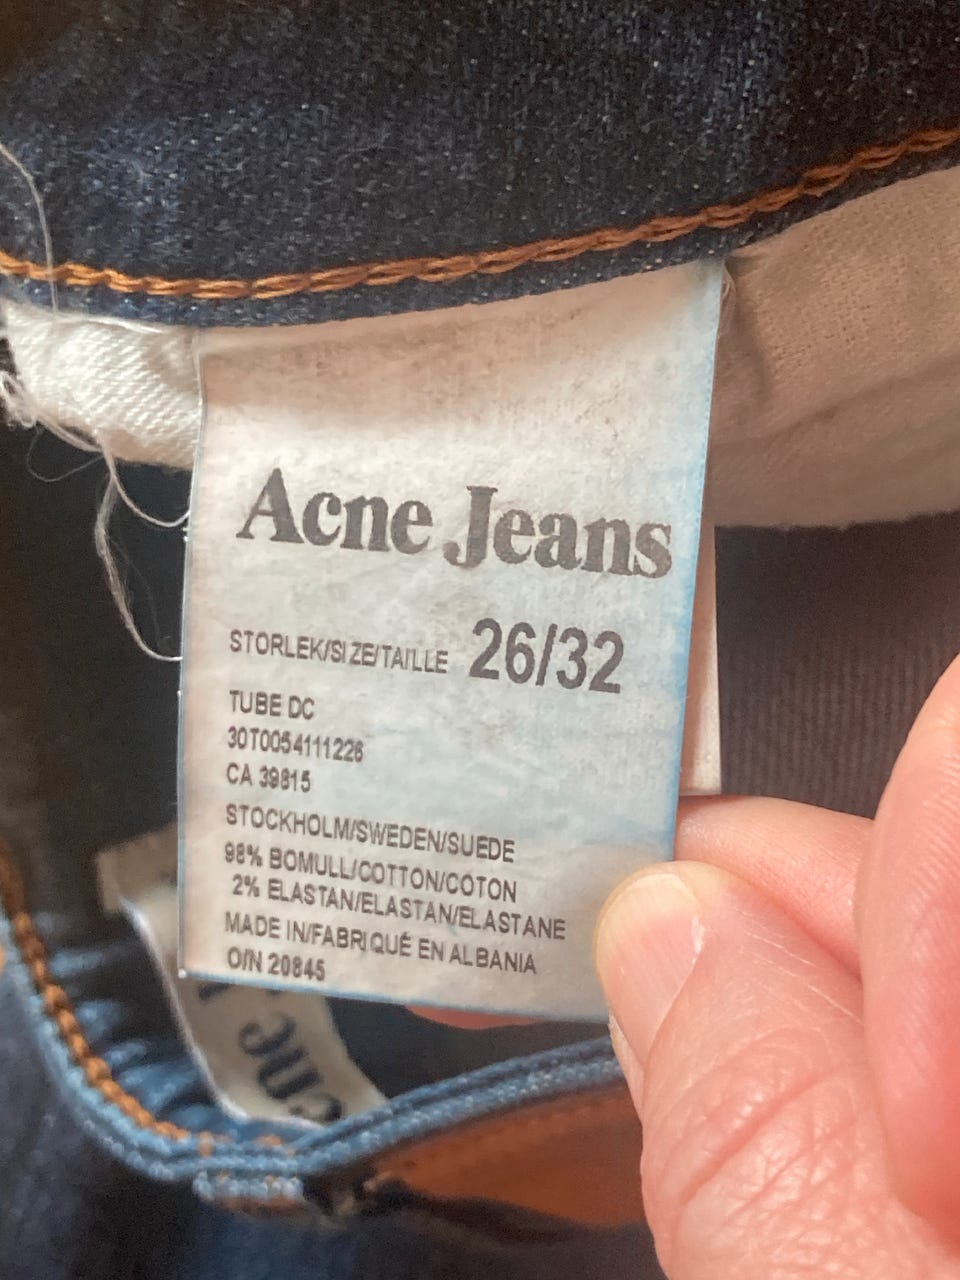 Acne Jeans
STORLEK/SIZE/TAILLE 26/32
TUBE DC
30T0054111226
CA 39815
STOCKHOLM/SWEDEN/SUEDE
98% BOMULL/COTTON/COTON
2% ELASTAN/ELASTAN/ELASTANE
MADE IN/FABRIQUÉ EN ALBANIA
O/N 20845